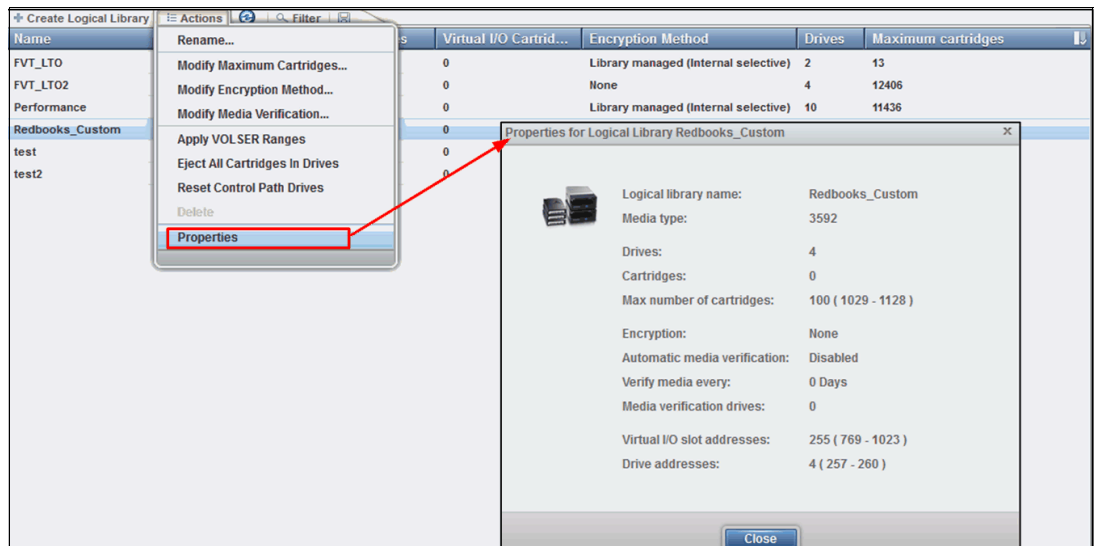 Create Logical Library Actions Filter
Name s Virtual I/O Cartrid... Encryption Method Drives Maximum cartridges
FVT_LTO 0 Library managed (Internal selective) 2 13
FVT_LTO2 0 None 4 12406
Performance 0 Library managed (Internal selective) 10 11436
Redbooks_Custom 0
test 0
test2 0
Rename...
Modify Maximum Cartridges...
Modify Encryption Method...
Modify Media Verification...
Apply VOLSER Ranges
Eject All Cartridges In Drives
Reset Control Path Drives
Delete
Properties
Properties for Logical Library Redbooks_Custom x
Logical library name: Redbooks_Custom
Media type: 3592
Drives: 4
Cartridges: 0
Max number of cartridges: 100 ( 1029 - 1128 )
Encryption: None
Automatic media verification: Disabled
Verify media every: 0 Days
Media verification drives: 0
Virtual I/O slot addresses: 255 ( 769 - 1023 )
Drive addresses: 4 ( 257 - 260 )
Close